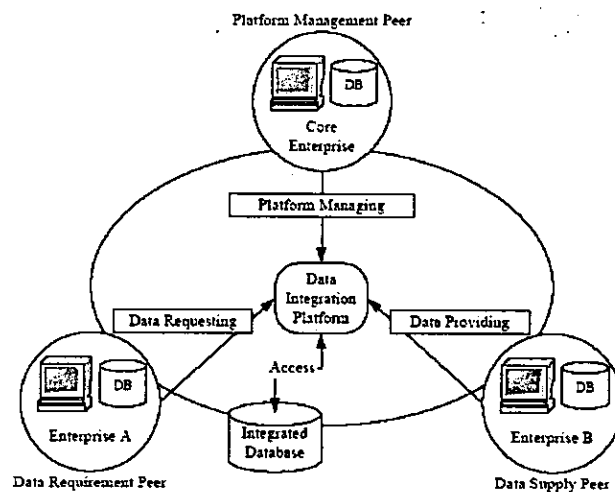 Platform Management Peer
DB
Core
Enterprise
Platform Managing
Data
Integration
Platform
Data Requesting
Data Providing
Access
DB
Enterprise A
Integrated
Database
DB
Enterprise B
Data Requirement Peer
Data Supply Peer